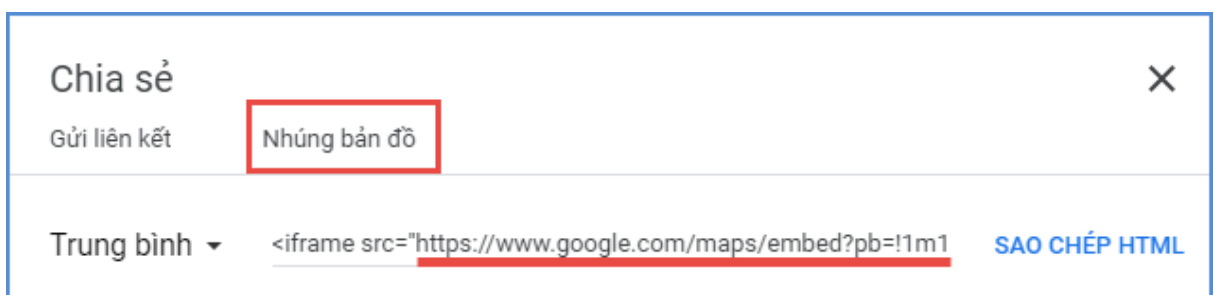 Chia sẻ
Gửi liên kết Nhúng bản đồ
Trung bình <iframe src="https://www.google.com/maps/embed?pb=!1m1 SAO CHÉP HTML